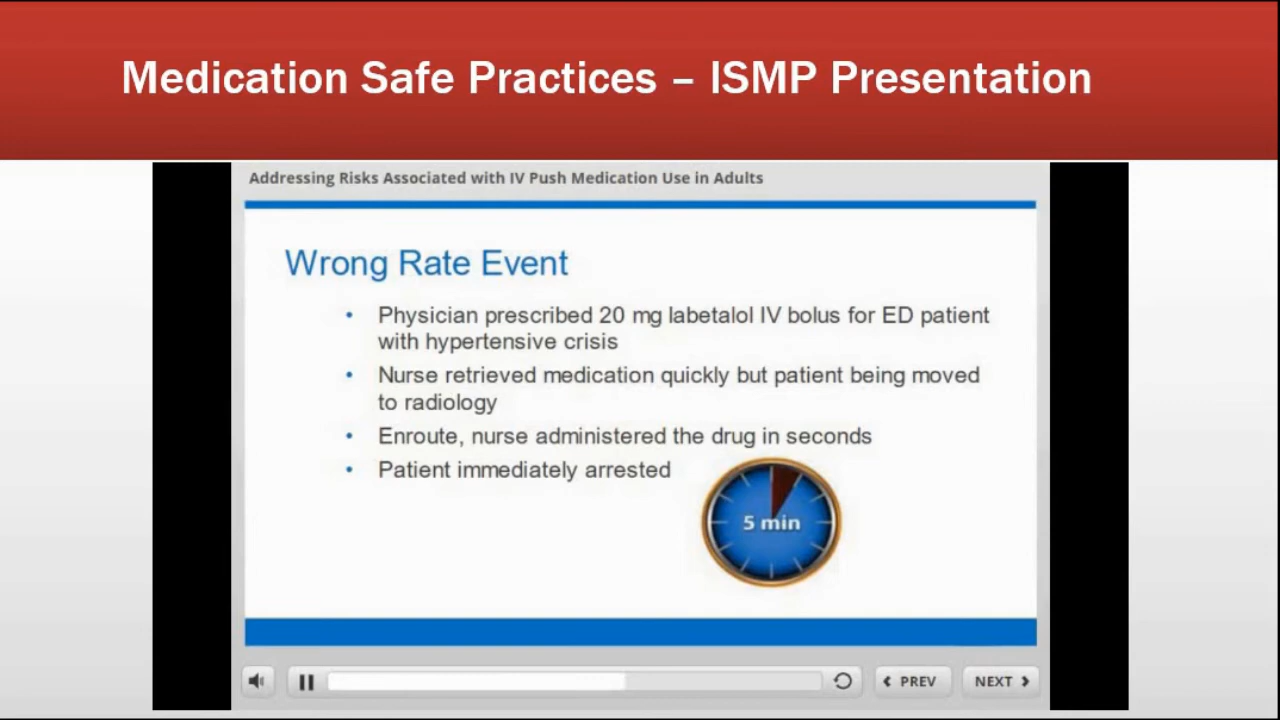 Medication Safe Practices – ISMP Presentation
Addressing Risks Associated with IV Push Medication Use in Adults
Wrong Rate Event
• Physician prescribed 20 mg labetalol IV bolus for ED patient
with hypertensive crisis
• Nurse retrieved medication quickly but patient being moved
to radiology
• Enroute, nurse administered the drug in seconds
• Patient immediately arrested
5 min
PREV
NEXT